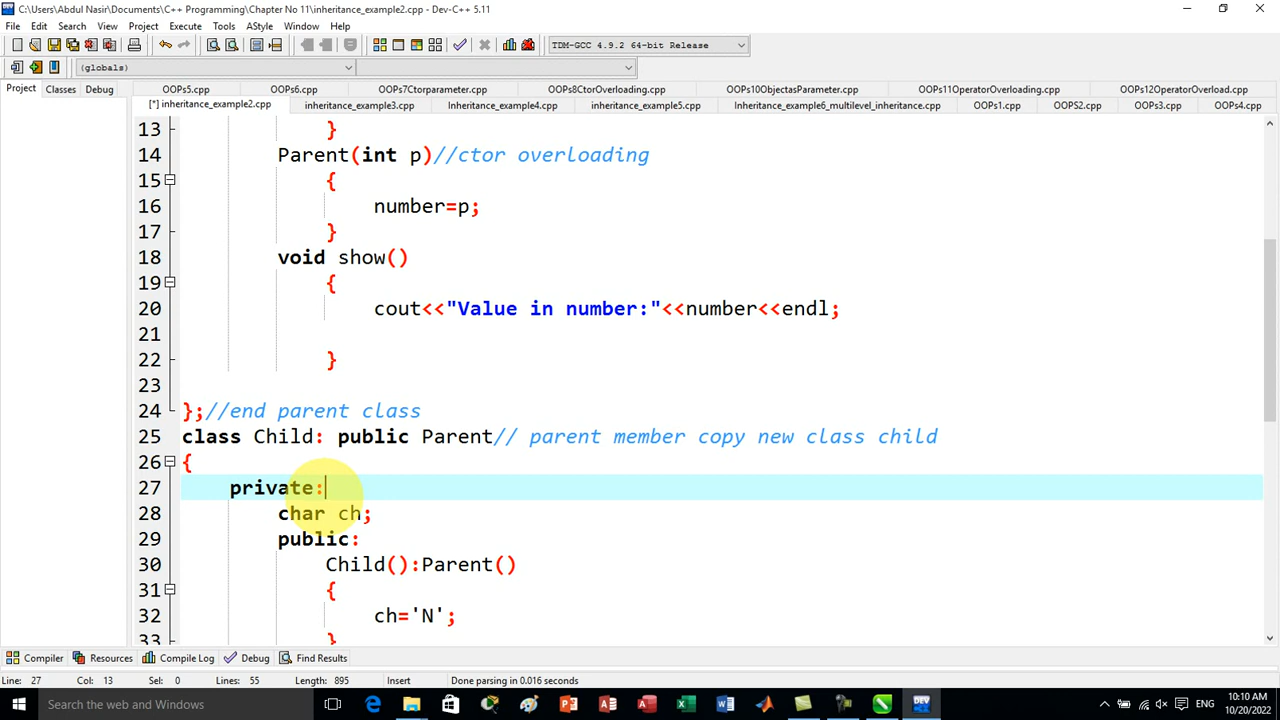 C:\Users\Abdul Nasir\Documents\C++ Programming\Chapter No 11\inheritance_example2.cpp - Dev-C++ 5.11
File Edit Search View Project Execute Tools AStyle Window Help
TDM-GCC 4.9.2 64-bit Release
(globals)
Project Classes Debug
OOPs5.cpp OOPs6.cpp OOPs7Ctorparameter.cpp OOPs8CtorOverloading.cpp OOPs10ObjectasParameter.cpp OOPs11OperatorOverloading.cpp OOPs12OperatorOverload.cpp
[*] inheritance_example2.cpp inheritance_example3.cpp Inheritance_example4.cpp inheritance_example5.cpp Inheritance_example6_multilevel_inheritance.cpp OOPs1.cpp OOPS2.cpp OOPs3.cpp OOPs4.cpp
13 }
14 Parent(int p)//ctor overloading
15 {
16 number=p;
17 }
18 void show()
19 {
20 cout<<"Value in number:"<<number<<endl;
21
22 }
23
24 };//end parent class
25 class Child: public Parent// parent member copy new class child
26 {
27 private:
28 char ch;
29 public:
30 Child():Parent()
31 {
32 ch='N';
33 }
Compiler Resources Compile Log Debug Find Results
Line: 27 Col: 13 Sel: 0 Lines: 55 Length: 895 Insert Done parsing in 0.016 seconds
Search the web and Windows
ENG
10:10 AM
10/20/2022